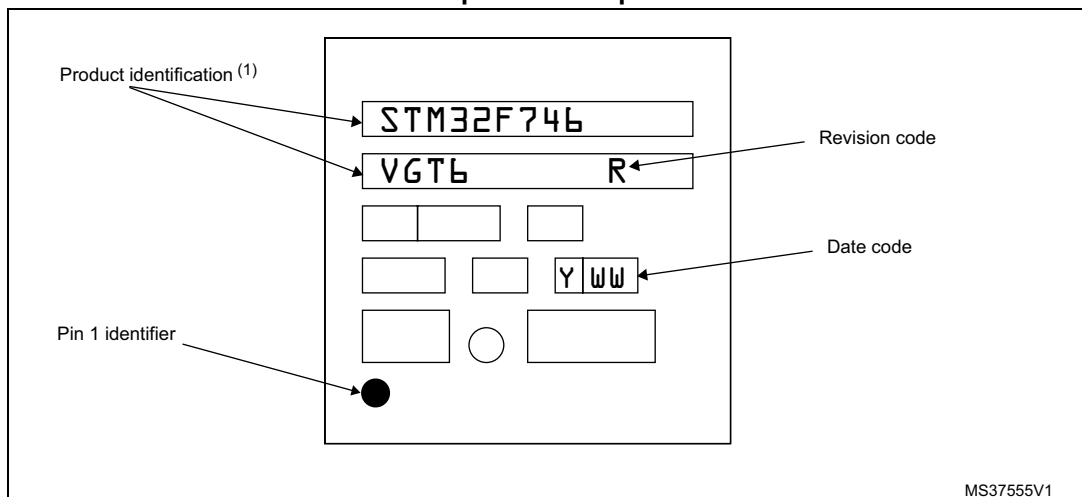 Product identification (1)
STM32F746
Revision code
VGT6 R
Date code
Y WW
Pin 1 identifier
MS37555V1